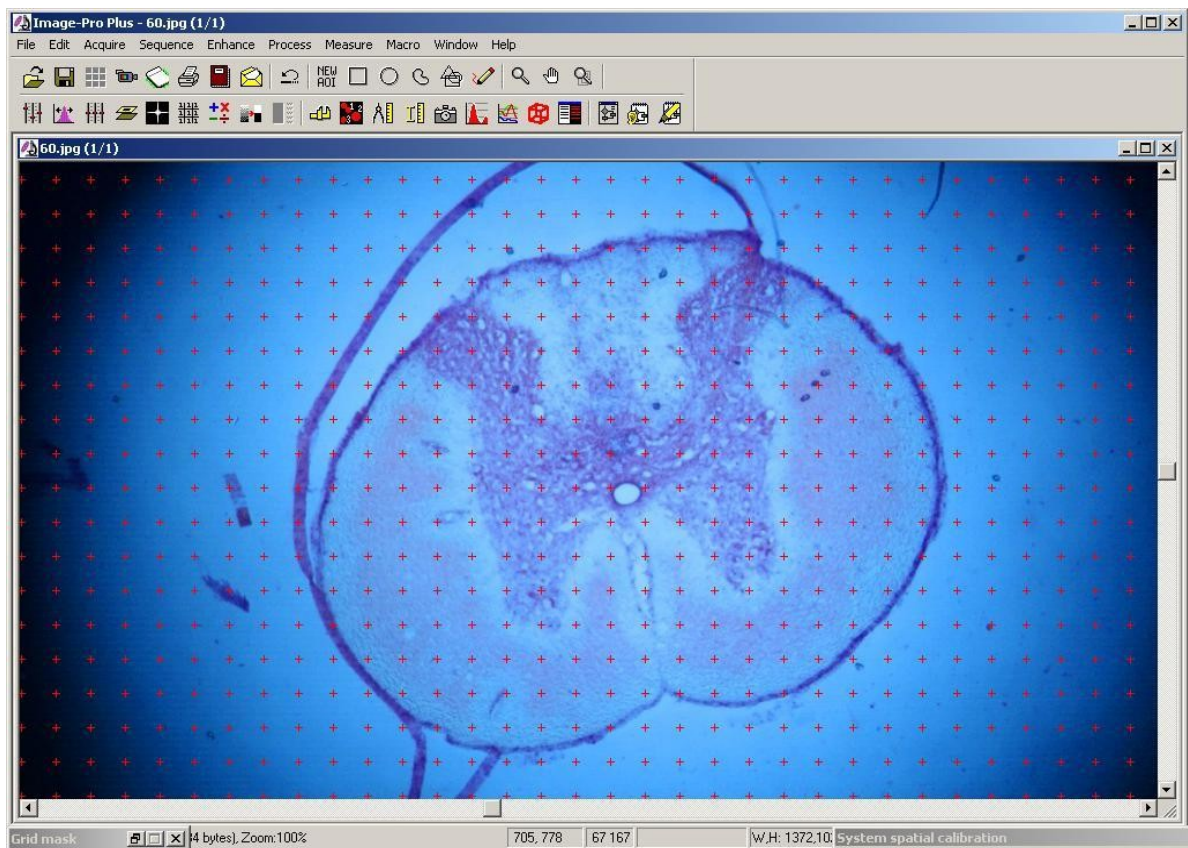 Image-Pro Plus - 60.jpg (1/1)
File Edit Acquire Sequence Enhance Process Measure Macro Window Help
NEW
AOI
60.jpg (1/1)
Grid mask 4 bytes), Zoom:100% 705, 778 67 167 W,H: 1372,10 System spatial calibration